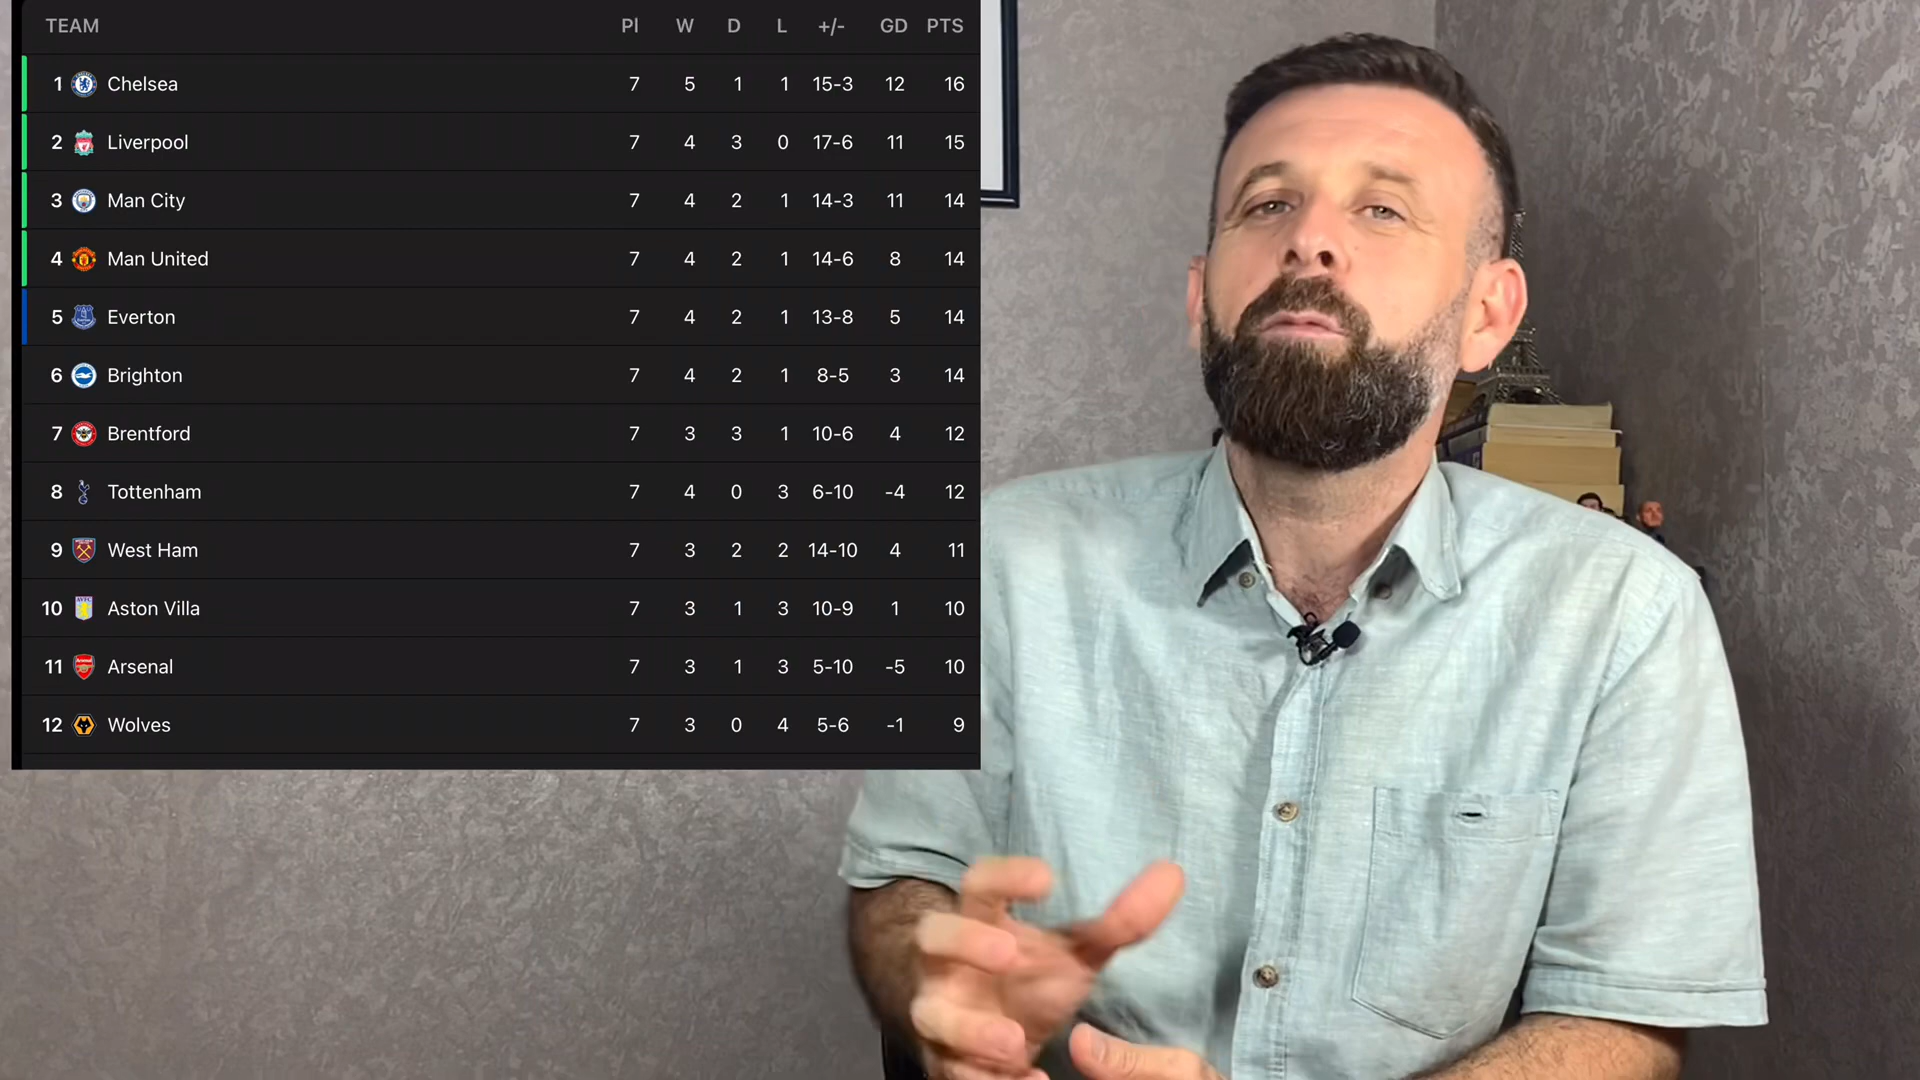 TEAM Pl W D L +/- GD PTS
1 Chelsea 7 5 1 1 15-3 12 16
2 Liverpool 7 4 3 0 17-6 11 15
3 Man City 7 4 2 1 14-3 11 14
4 Man United 7 4 2 1 14-6 8 14
5 Everton 7 4 2 1 13-8 5 14
6 Brighton 7 4 2 1 8-5 3 14
7 Brentford 7 3 3 1 10-6 4 12
8 Tottenham 7 4 0 3 6-10 -4 12
9 West Ham 7 3 2 2 14-10 4 11
10 Aston Villa 7 3 1 3 10-9 1 10
11 Arsenal 7 3 1 3 5-10 -5 10
12 Wolves 7 3 0 4 5-6 -1 9